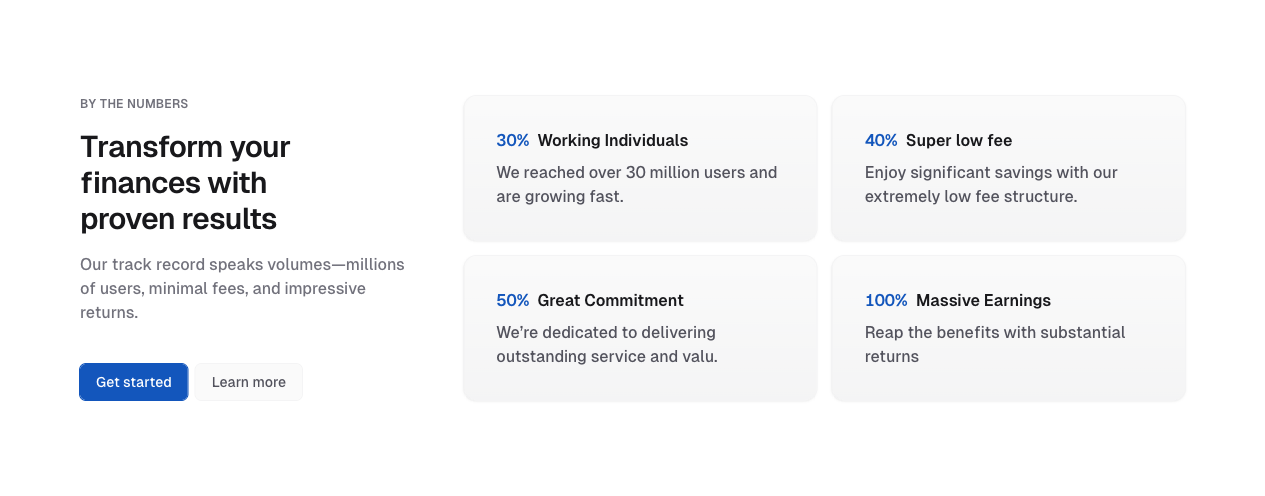 BY THE NUMBERS
Transform your
finances with
proven results
Our track record speaks volumes—millions
of users, minimal fees, and impressive
returns.
Get started
Learn more
30% Working Individuals
We reached over 30 million users and
are growing fast.
40% Super low fee
Enjoy significant savings with our
extremely low fee structure.
50% Great Commitment
We’re dedicated to delivering
outstanding service and valu.
100% Massive Earnings
Reap the benefits with substantial
returns